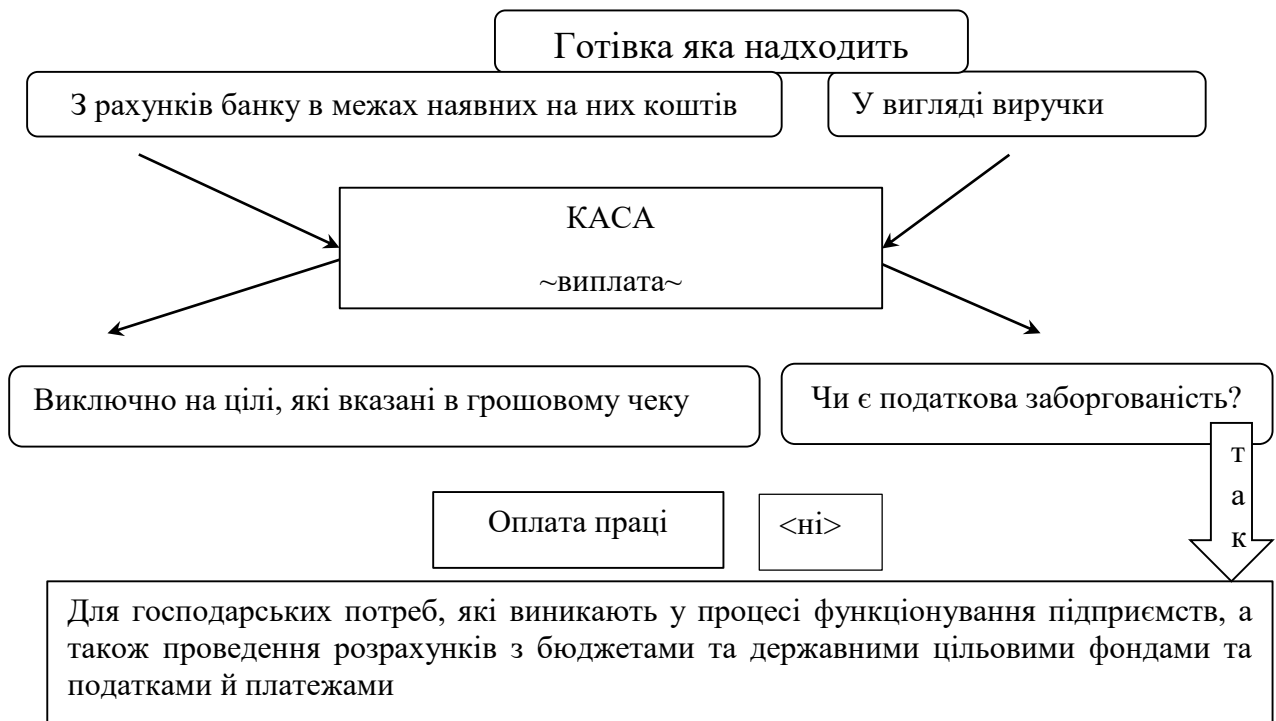 Готівка яка надходить
З рахунків банку в межах наявних на них коштів
У вигляді виручки
КАСА
~виплата~
Виключно на цілі, які вказані в грошовому чеку
Чи є податкова заборгованість?
т
а
к
Оплата праці
<ні>
Для господарських потреб, які виникають у процесі функціонування підприємств, а
також проведення розрахунків з бюджетами та державними цільовими фондами та
податками й платежами